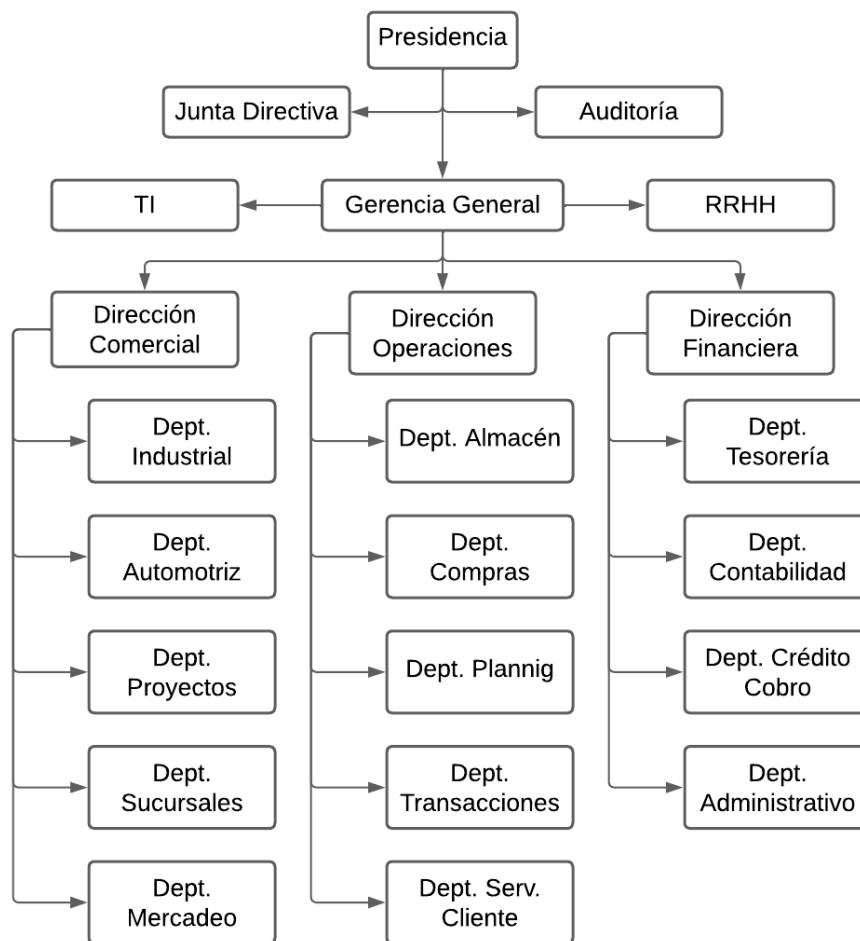 Presidencia
Junta Directiva
Auditoría
TI
Gerencia General
RRHH
Dirección
Comercial
Dirección
Operaciones
Dirección
Financiera
Dept.
Industrial
Dept. Almacén
Dept.
Tesorería
Dept.
Automotriz
Dept.
Compras
Dept.
Contabilidad
Dept.
Proyectos
Dept. Plannig
Dept. Crédito
Cobro
Dept.
Sucursales
Dept.
Transacciones
Dept.
Administrativo
Dept.
Mercadeo
Dept. Serv.
Cliente